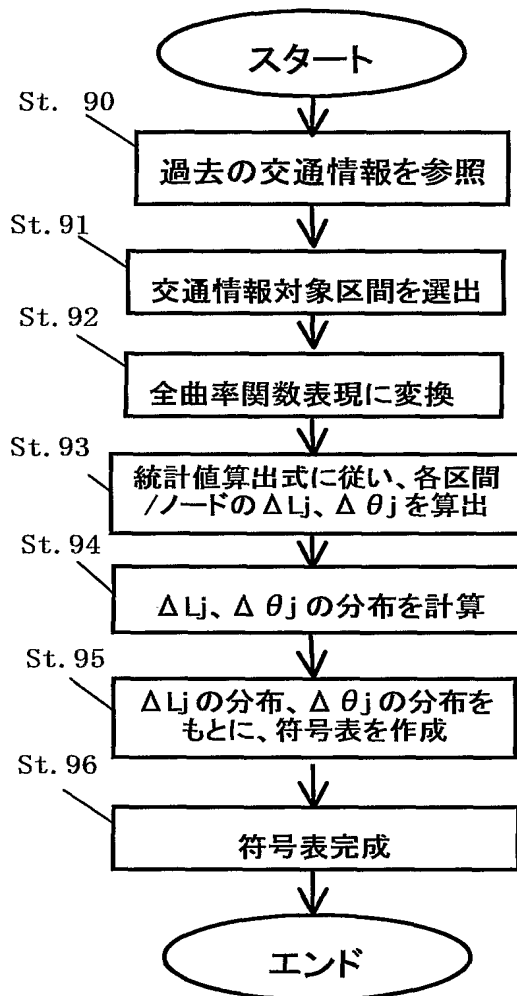 スタート
St. 90
過去の交通情報を参照
St.91
交通情報対象区間を選出
St.92
全曲率関数表現に変換
St.93
統計値算出式に従い、各区間
/ノードのΔLj、Δθjを算出
St.94
ΔLj、Δθjの分布を計算
St.95
ΔLjの分布、Δθjの分布を
もとに、符号表を作成
St.96
符号表完成
エンド